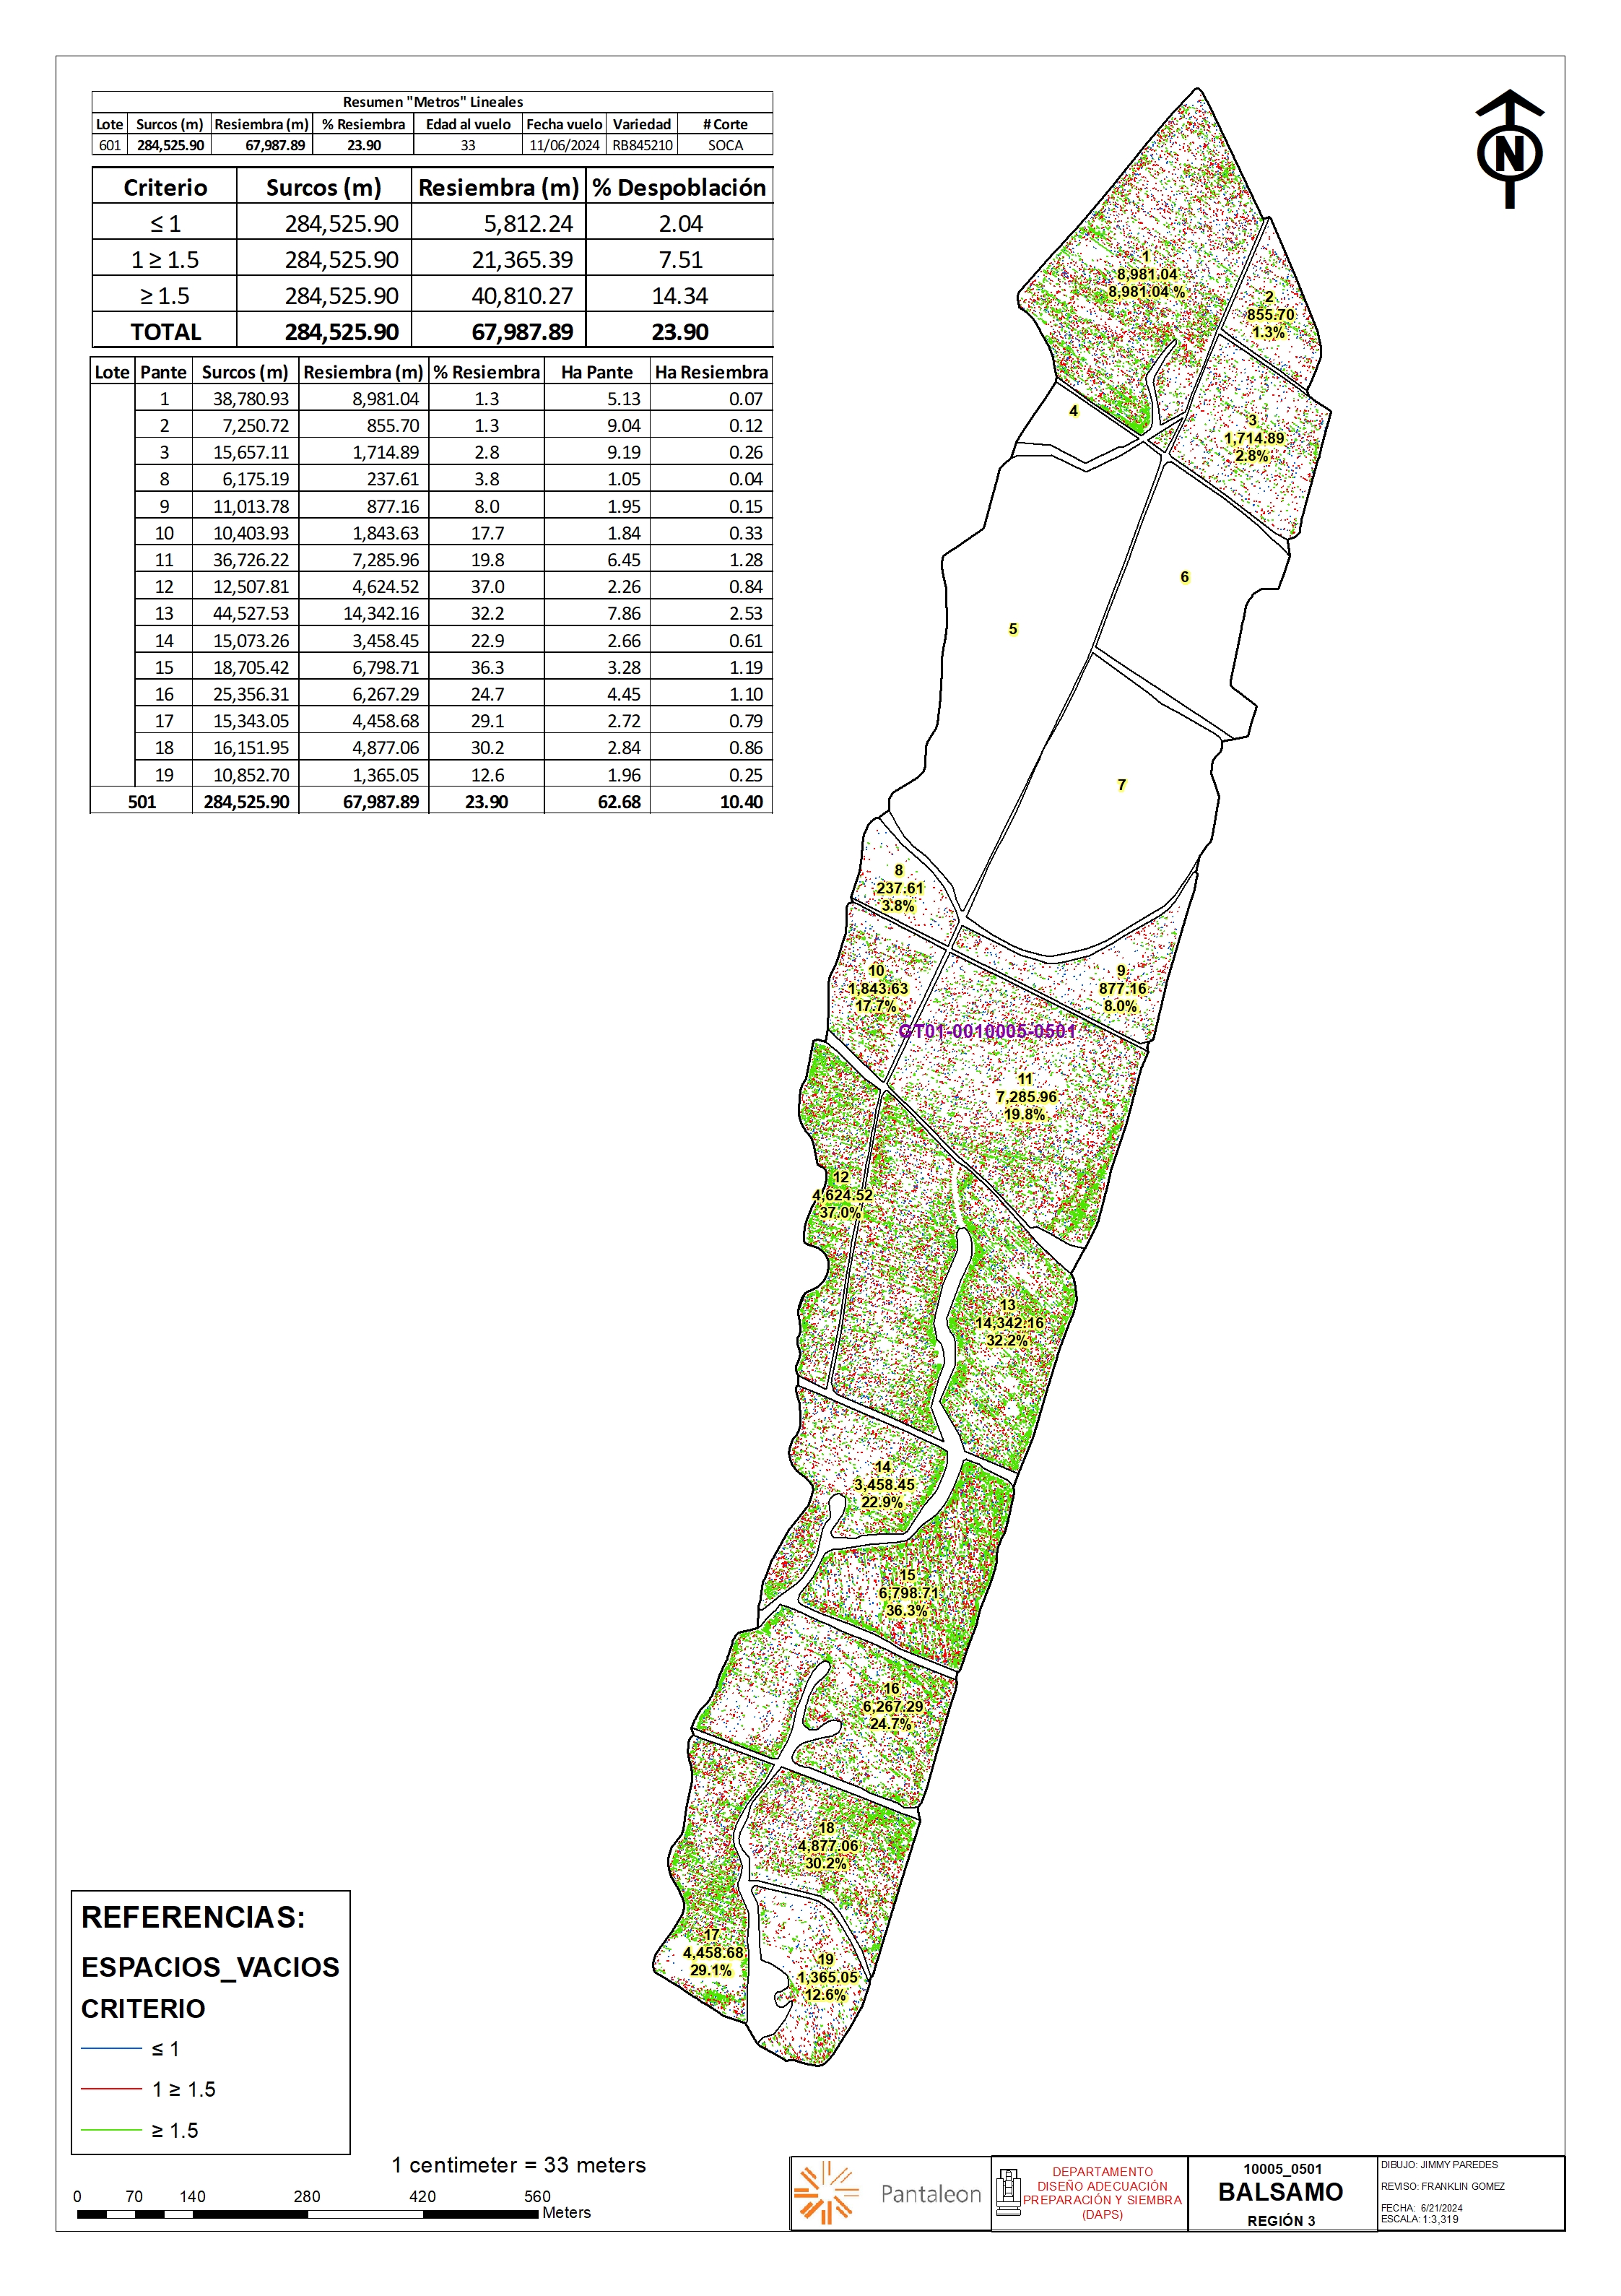 Resumen "Metros" Lineales
Lote Surcos (m) Resiembra (m) % Resiembra Edad al vuelo Fecha vuelo Variedad # Corte
601 284,525.90 67,987.89 23.90 33 11/06/2024 RB845210 SOCA
Criterio Surcos (m) Resiembra (m) % Despoblación
≤ 1 284,525.90 5,812.24 2.04
1 ≥ 1.5 284,525.90 21,365.39 7.51
≥ 1.5 284,525.90 40,810.27 14.34
TOTAL 284,525.90 67,987.89 23.90
Lote Pante Surcos (m) Resiembra (m) % Resiembra Ha Pante Ha Resiembra
1 38,780.93 8,981.04 1.3 5.13 0.07
2 7,250.72 855.70 1.3 9.04 0.12
3 15,657.11 1,714.89 2.8 9.19 0.26
8 6,175.19 237.61 3.8 1.05 0.04
9 11,013.78 877.16 8.0 1.95 0.15
10 10,403.93 1,843.63 17.7 1.84 0.33
11 36,726.22 7,285.96 19.8 6.45 1.28
12 12,507.81 4,624.52 37.0 2.26 0.84
13 44,527.53 14,342.16 32.2 7.86 2.53
14 15,073.26 3,458.45 22.9 2.66 0.61
15 18,705.42 6,798.71 36.3 3.28 1.19
16 25,356.31 6,267.29 24.7 4.45 1.10
17 15,343.05 4,458.68 29.1 2.72 0.79
18 16,151.95 4,877.06 30.2 2.84 0.86
19 10,852.70 1,365.05 12.6 1.96 0.25
501 284,525.90 67,987.89 23.90 62.68 10.40
N
1
8,981.04
8,981.04 %
2
855.70
1.3%
3
1,714.89
2.8%
4
5
6
7
8
237.61
3.8%
9
877.16
8.0%
10
1,843.63
17.7%
GT01-0010005-0501
11
7,285.96
19.8%
12
4,624.52
37.0%
13
14,342.16
32.2%
14
3,458.45
22.9%
15
6,798.71
36.3%
16
6,267.29
24.7%
18
4,877.06
30.2%
17
4,458.68
29.1%
19
1,365.05
12.6%
REFERENCIAS:
ESPACIOS_VACIOS
CRITERIO
≤ 1
1 ≥ 1.5
≥ 1.5
1 centimeter = 33 meters
0 70 140 280 420 560
Meters
Pantaleon
DEPARTAMENTO
DISEÑO ADECUACIÓN
PREPARACIÓN Y SIEMBRA
(DAPS)
10005_0501
BALSAMO
REGIÓN 3
DIBUJO: JIMMY PAREDES
REVISO: FRANKLIN GOMEZ
FECHA: 6/21/2024
ESCALA: 1:3,319